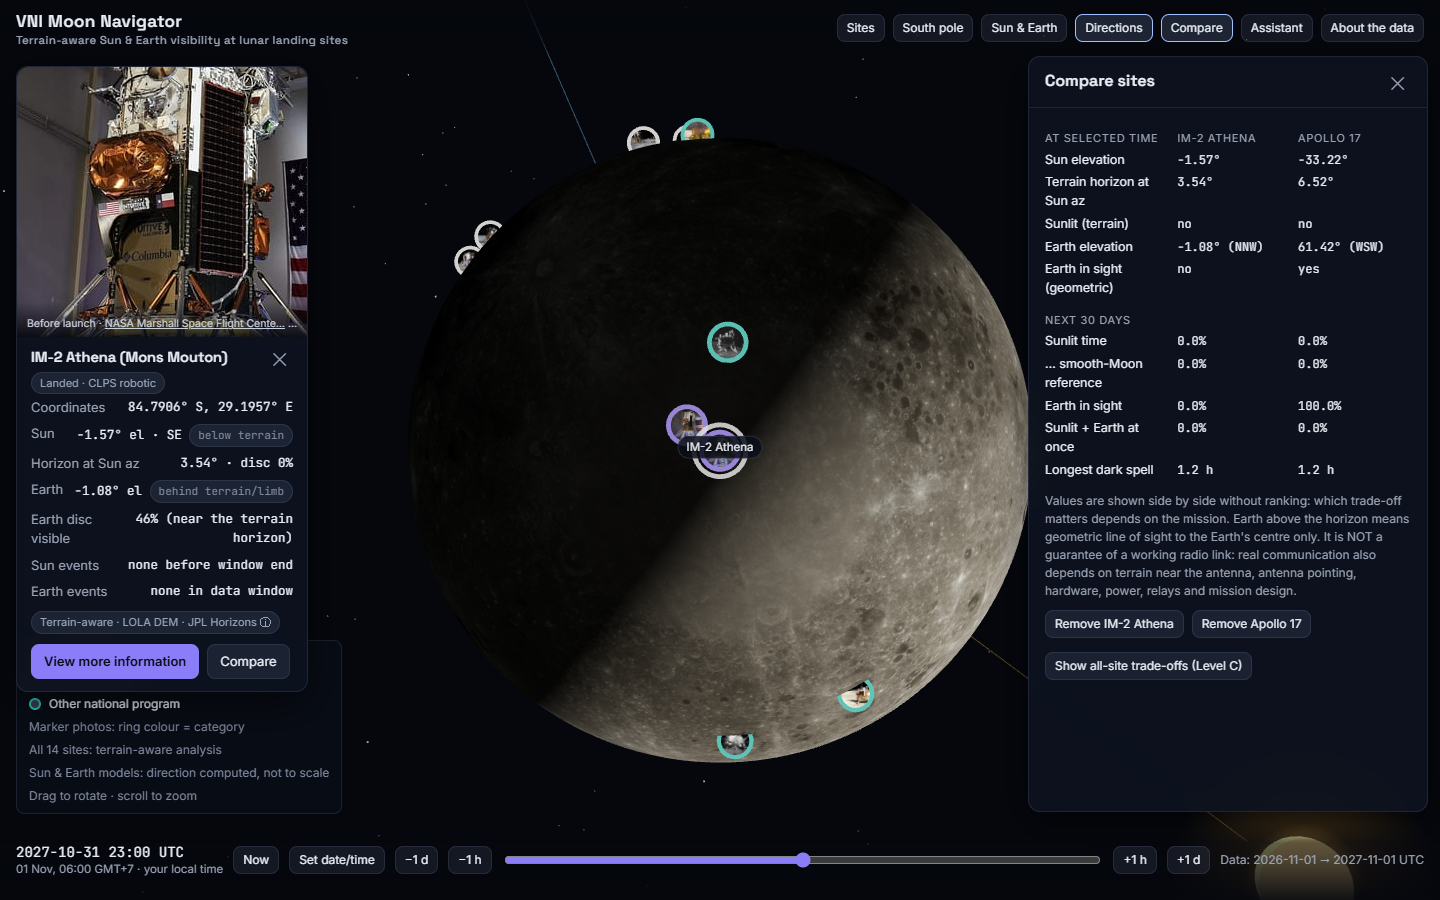 VNI Moon Navigator
Terrain-aware Sun & Earth visibility at lunar landing sites
Sites
South pole
Sun & Earth
Directions
Compare
Assistant
About the data
Columbia
Before launch · NASA Marshall Space Flight Cente... ...
IM-2 Athena (Mons Mouton)
Landed · CLPS robotic
Coordinates 84.7906° S, 29.1957° E
Sun -1.57° el · SE below terrain
Horizon at Sun az 3.54° · disc 0%
Earth -1.08° el behind terrain/limb
Earth disc visible 46% (near the terrain horizon)
Sun events none before window end
Earth events none in data window
Terrain-aware · LOLA DEM · JPL Horizons ⓘ
View more information
Compare
Other national program
Marker photos: ring colour = category
All 14 sites: terrain-aware analysis
Sun & Earth models: direction computed, not to scale
Drag to rotate · scroll to zoom
IM-2 Athena
Compare sites
AT SELECTED TIME IM-2 ATHENA APOLLO 17
Sun elevation -1.57° -33.22°
Terrain horizon at Sun az 3.54° 6.52°
Sunlit (terrain) no no
Earth elevation -1.08° (NNW) 61.42° (WSW)
Earth in sight (geometric) no yes
NEXT 30 DAYS
Sunlit time 0.0% 0.0%
... smooth-Moon reference 0.0% 0.0%
Earth in sight 0.0% 100.0%
Sunlit + Earth at once 0.0% 0.0%
Longest dark spell 1.2 h 1.2 h
Values are shown side by side without ranking: which trade-off
matters depends on the mission. Earth above the horizon means
geometric line of sight to the Earth's centre only. It is NOT a
guarantee of a working radio link: real communication also
depends on terrain near the antenna, antenna pointing,
hardware, power, relays and mission design.
Remove IM-2 Athena
Remove Apollo 17
Show all-site trade-offs (Level C)
2027-10-31 23:00 UTC
01 Nov, 06:00 GMT+7 · your local time
Now
Set date/time
−1 d
−1 h
+1 h
+1 d
Data: 2026-11-01 → 2027-11-01 UTC